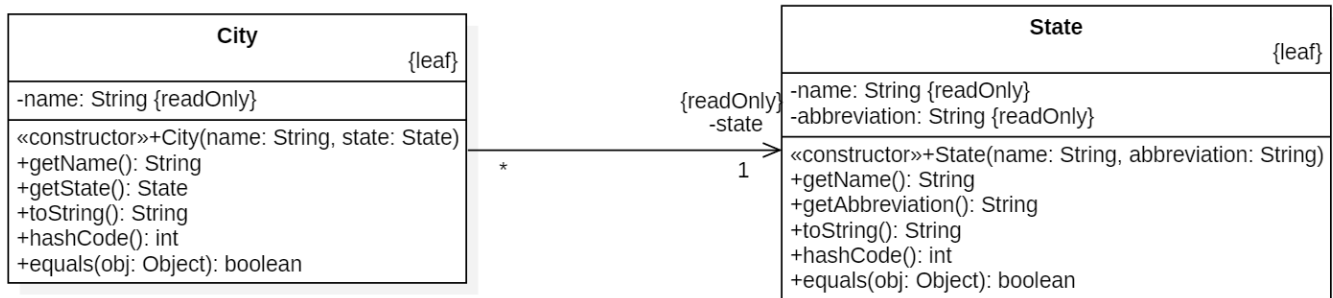 City
{leaf}
-name: String {readOnly}
«constructor»+City(name: String, state: State)
+getName(): String
+getState(): State
+toString(): String
+hashCode(): int
+equals(obj: Object): boolean
{readOnly}
-state
*
1
State
{leaf}
-name: String {readOnly}
-abbreviation: String {readOnly}
«constructor»+State(name: String, abbreviation: String)
+getName(): String
+getAbbreviation(): String
+toString(): String
+hashCode(): int
+equals(obj: Object): boolean